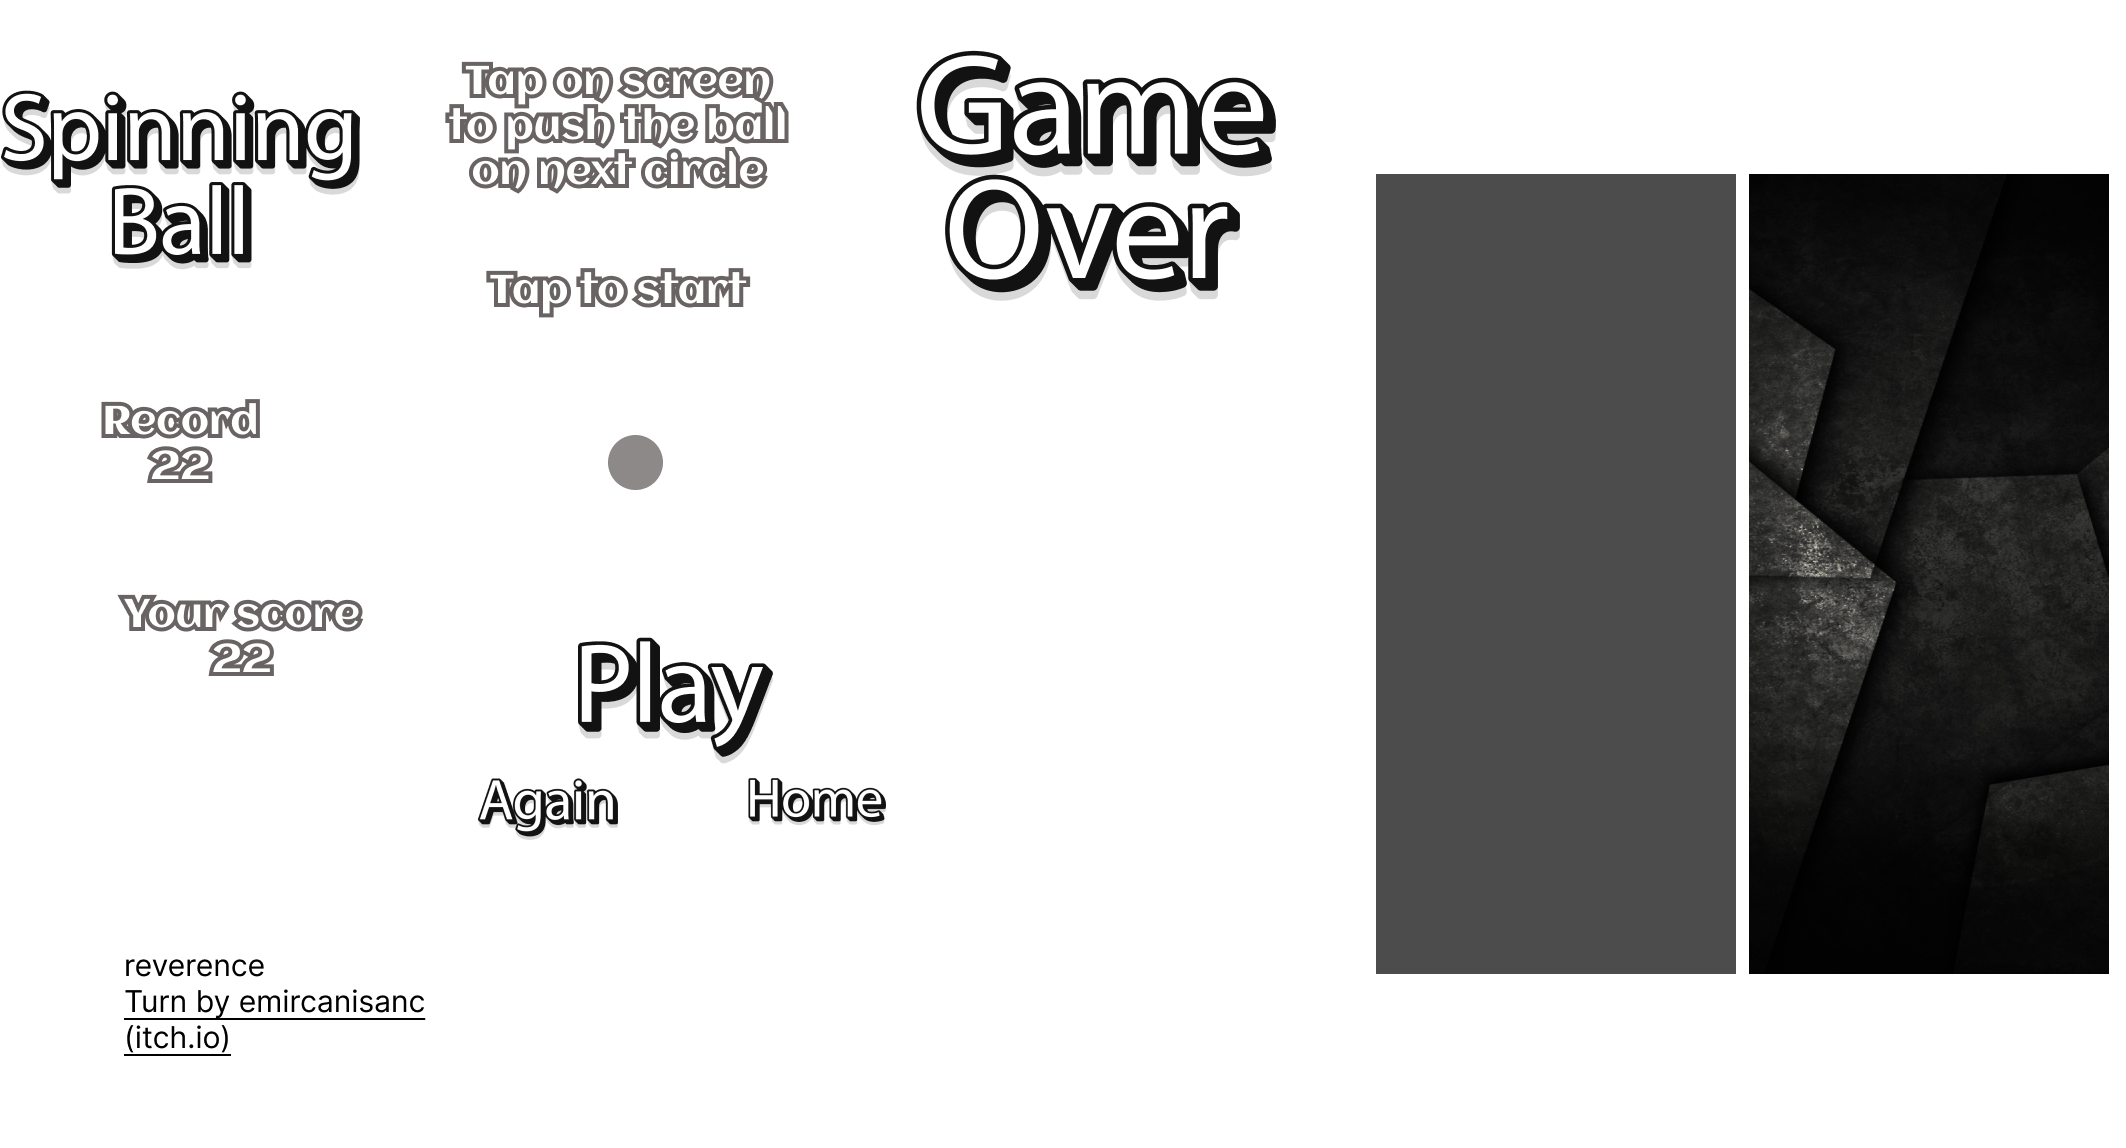 Spinning
Ball
Tap on screen
to push the ball
on next circle
Tap to start
Game
Over
Record
22
Your score
22
Play
Again
Home
reverence
Turn by emircanisanc
(itch.io)